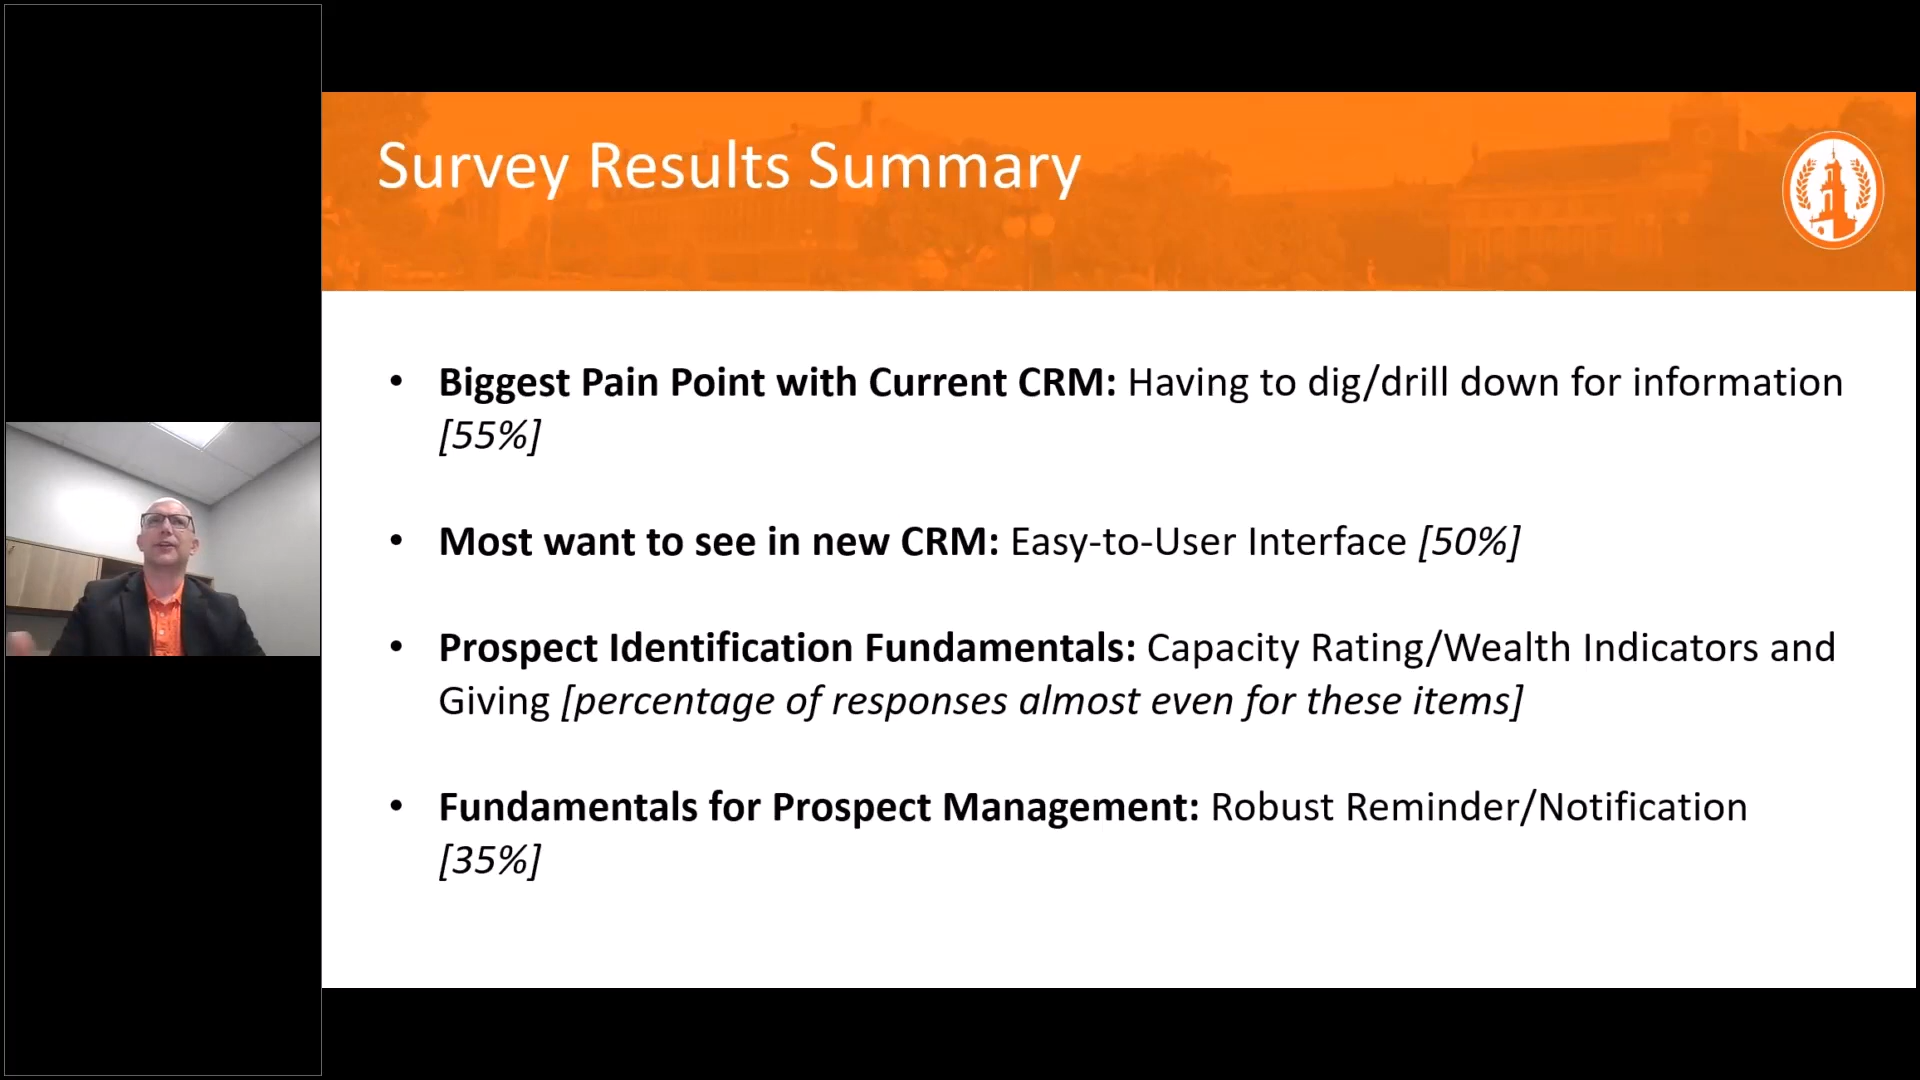 Survey Results Summary
• Biggest Pain Point with Current CRM: Having to dig/drill down for information
[55%]
• Most want to see in new CRM: Easy-to-User Interface [50%]
• Prospect Identification Fundamentals: Capacity Rating/Wealth Indicators and
Giving [percentage of responses almost even for these items]
• Fundamentals for Prospect Management: Robust Reminder/Notification
[35%]